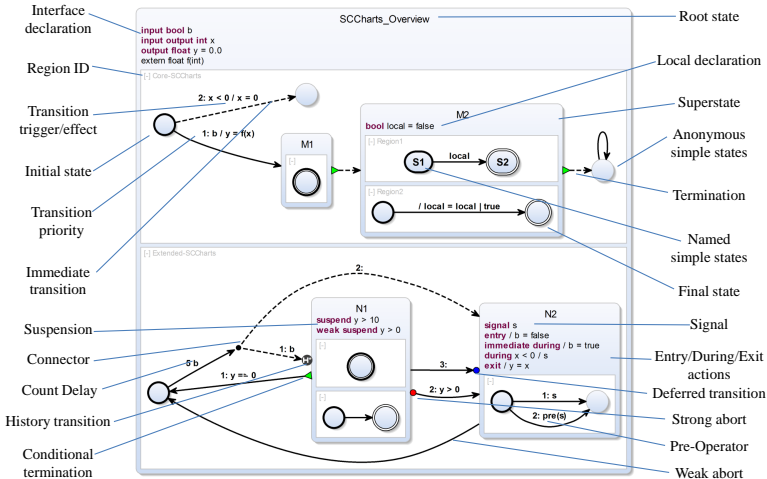 Interface
declaration
Region ID
Transition
trigger/effect
Initial state
Transition
priority
Immediate
transition
Suspension
Connector
Count Delay
History transition
Conditional
termination
SCCharts_Overview
input bool b
input output int x
output float y = 0.0
extern float f(int)
[-] Core-SCCharts
2: x < 0 / x = 0
1: b / y = f(x)
M1
[-]
M2
bool local = false
[-] Region1
S1
local
S2
[-] Region2
/ local = local | true
[-] Extended-SCCharts
2:
N1
suspend y > 10
weak suspend y > 0
[-]
[-]
1: b
H*
5 b
1: y == 0
3:
2: y > 0
N2
signal s
entry / b = false
immediate during / b = true
during x < 0 / s
exit / y = x
[-]
1: s
2: pre(s)
Root state
Local declaration
Superstate
Anonymous
simple states
Termination
Named
simple states
Final state
Signal
Entry/During/Exit
actions
Deferred transition
Strong abort
Pre-Operator
Weak abort